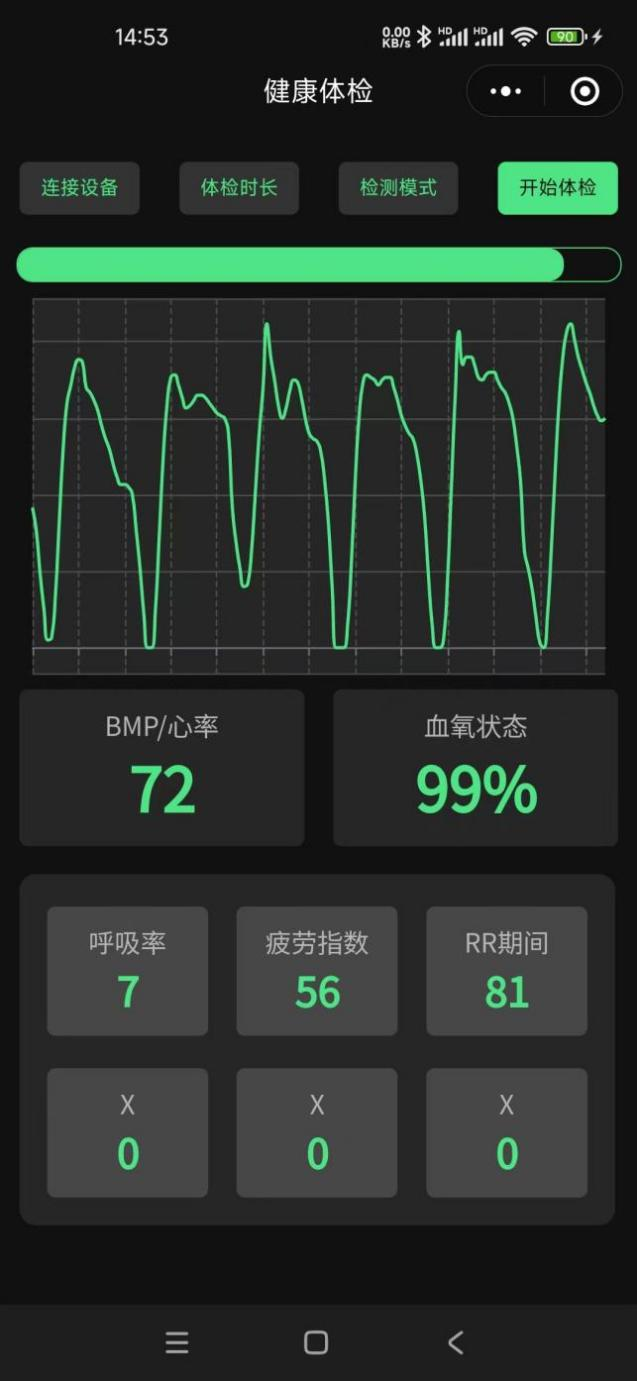 14:53
0.00
KB/s
HD
HD
90
健康体检
连接设备
体检时长
检测模式
开始体检
BMP/心率
血氧状态
72
99%
呼吸率
疲劳指数
RR期间
7
56
81
X
X
X
0
0
0